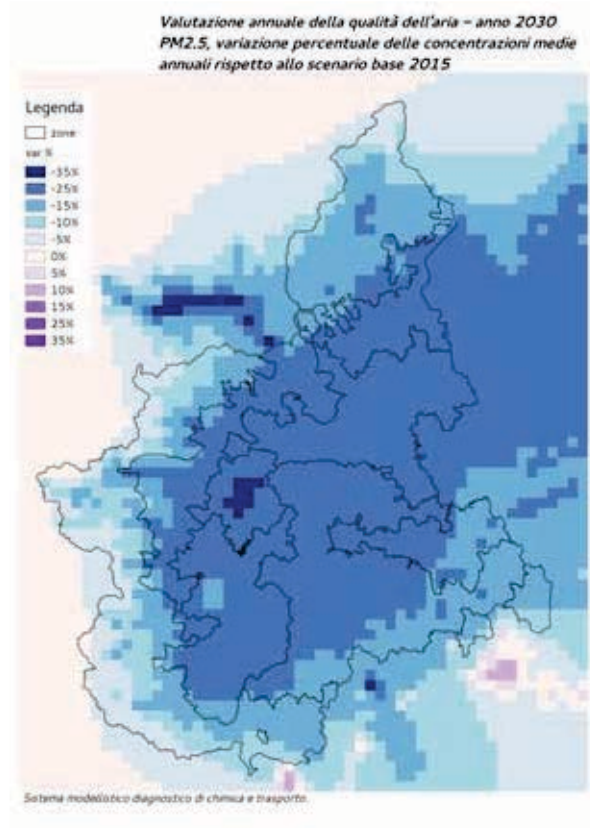 Valutazione annuale della qualità dell'aria – anno 2030
PM2.5, variazione percentuale delle concentrazioni medie
annuali rispetto allo scenario base 2015
Legenda
zone
var %
-35%
-25%
-15%
-10%
-5%
0%
5%
10%
15%
25%
35%
Sistema modellistico diagnostico di chimica e trasporto.